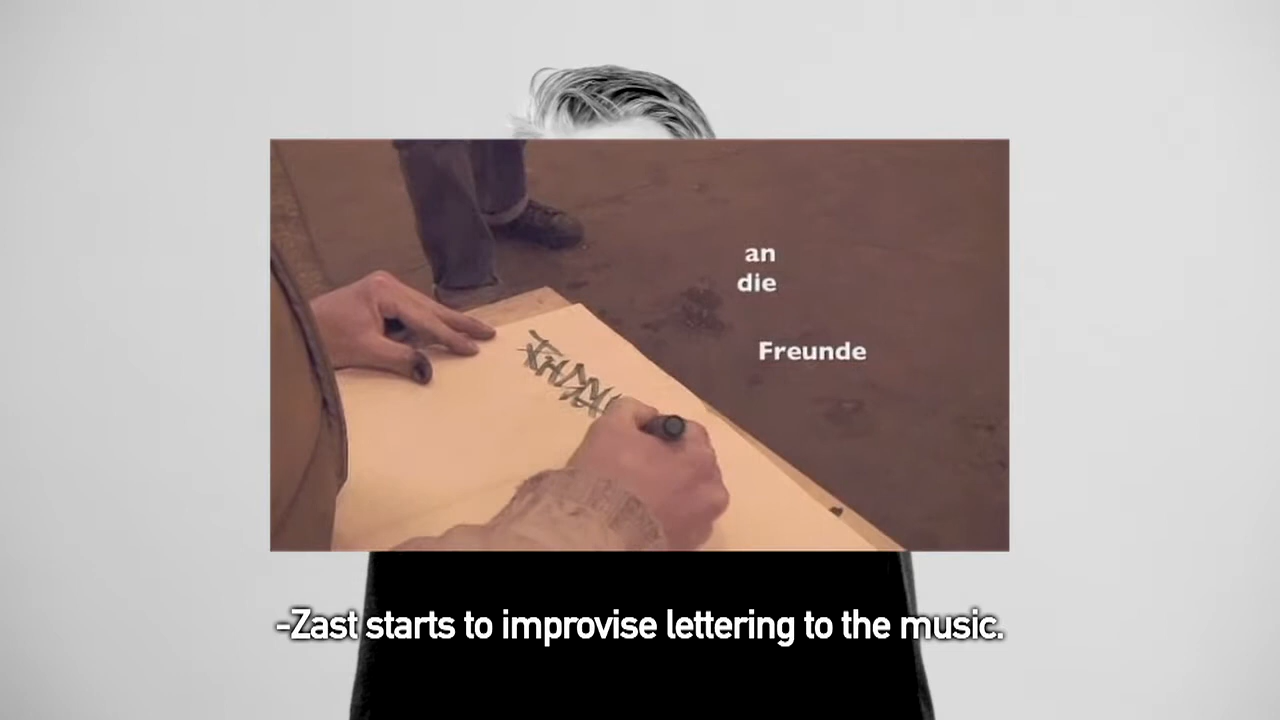 an
die
Freunde
-Zast starts to improvise lettering to the music.